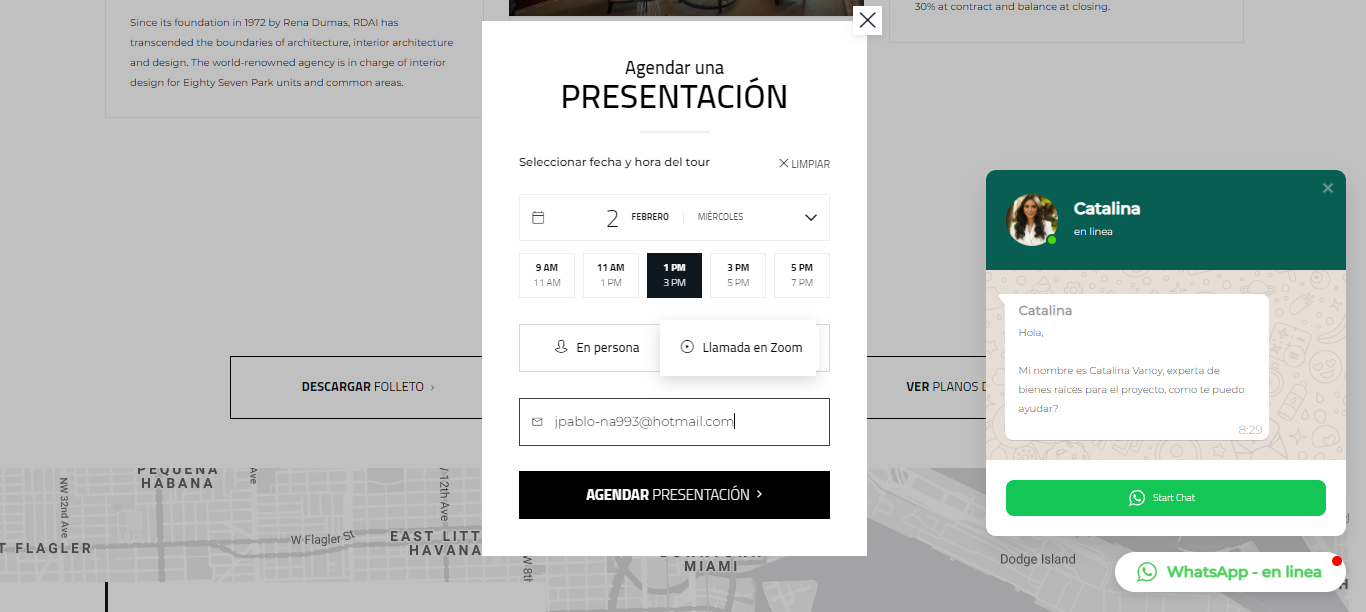 Since its foundation in 1972 by Rena Dumas, RDAI has
transcended the boundaries of architecture, interior architecture
and design. The world-renowned agency is in charge of interior
design for Eighty Seven Park units and common areas.
30% at contract and balance at closing.
Agendar una
PRESENTACIÓN
Seleccionar fecha y hora del tour
LIMPIAR
2 FEBRERO MIÉRCOLES
9 AM 11 AM 1 PM 3 PM 5 PM
11 AM 1 PM 3 PM 5 PM 7 PM
En persona
Llamada en Zoom
jpablo-na993@hotmail.com
AGENDAR PRESENTACIÓN
DESCARGAR FOLLETO
VER PLANOS
Catalina
en linea
Catalina
Hola,
Mi nombre es Catalina Vanoy, experta de
bienes raíces para el proyecto, como te puedo
ayudar?
8:29
Start Chat
WhatsApp - en linea
PEQUENA
HABANA
NW 32nd Ave
Ave
12th Ave
W Flagler St
FLAGLER
EAST
HAVANA
W 8th
MIAMI
Dodge Island